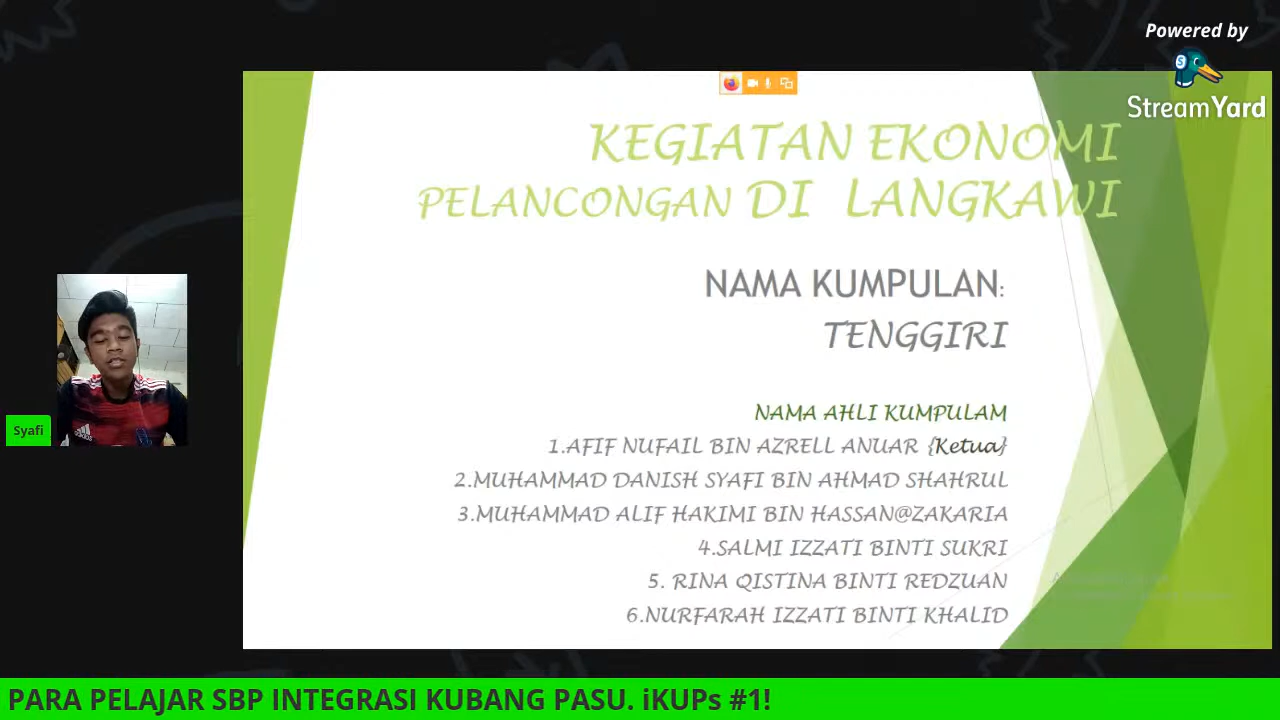 Powered by
StreamYard
KEGIATAN EKONOMI
PELANCONGAN DI LANGKAWI
NAMA KUMPULAN:
TENGGIRI
NAMA AHLI KUMPULAM
1.AFIF NUFAIL BIN AZRELL ANUAR {Ketua}
2.MUHAMMAD DANISH SYAFI BIN AHMAD SHAHRUL
3.MUHAMMAD ALIF HAKIMI BIN HASSAN@ZAKARIA
4.SALMI IZZATI BINTI SUKRI
5. RINA QISTINA BINTI REDZUAN
6.NURFARAH IZZATI BINTI KHALID
adidas
Syafi
PARA PELAJAR SBP INTEGRASI KUBANG PASU. iKUPs #1!